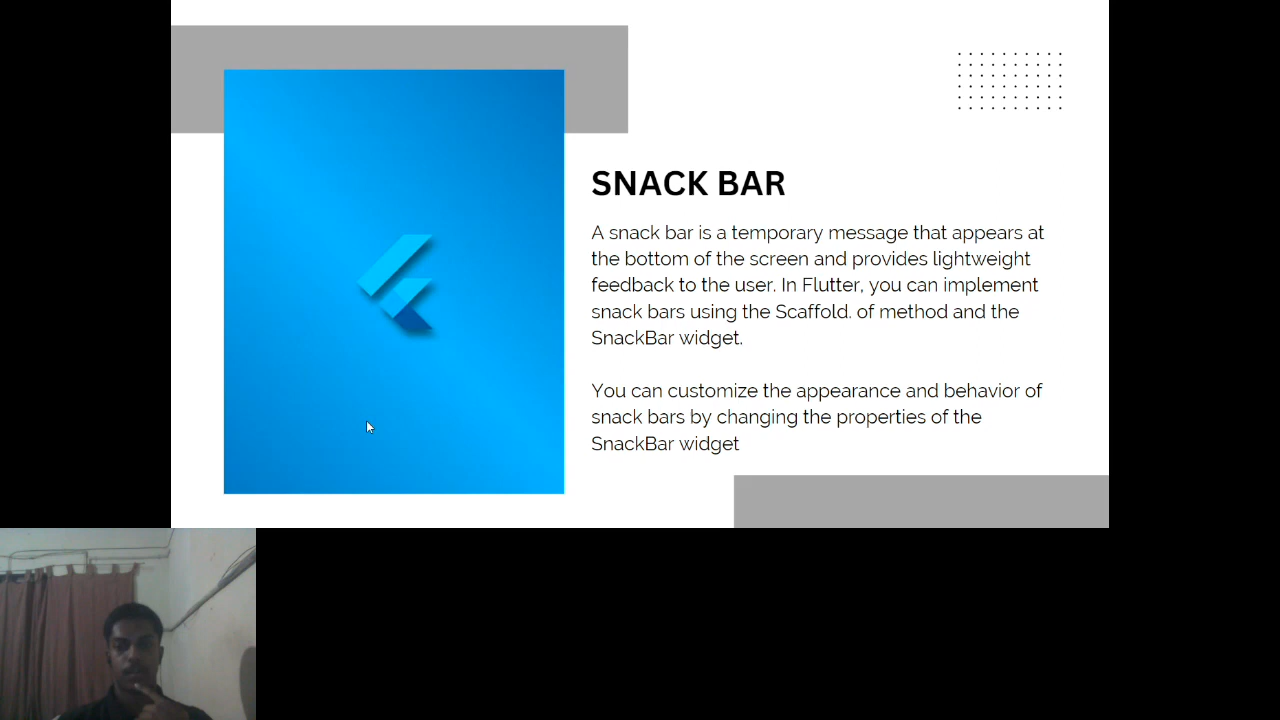 SNACK BAR
A snack bar is a temporary message that appears at
the bottom of the screen and provides lightweight
feedback to the user. In Flutter, you can implement
snack bars using the Scaffold. of method and the
SnackBar widget.
You can customize the appearance and behavior of
snack bars by changing the properties of the
SnackBar widget